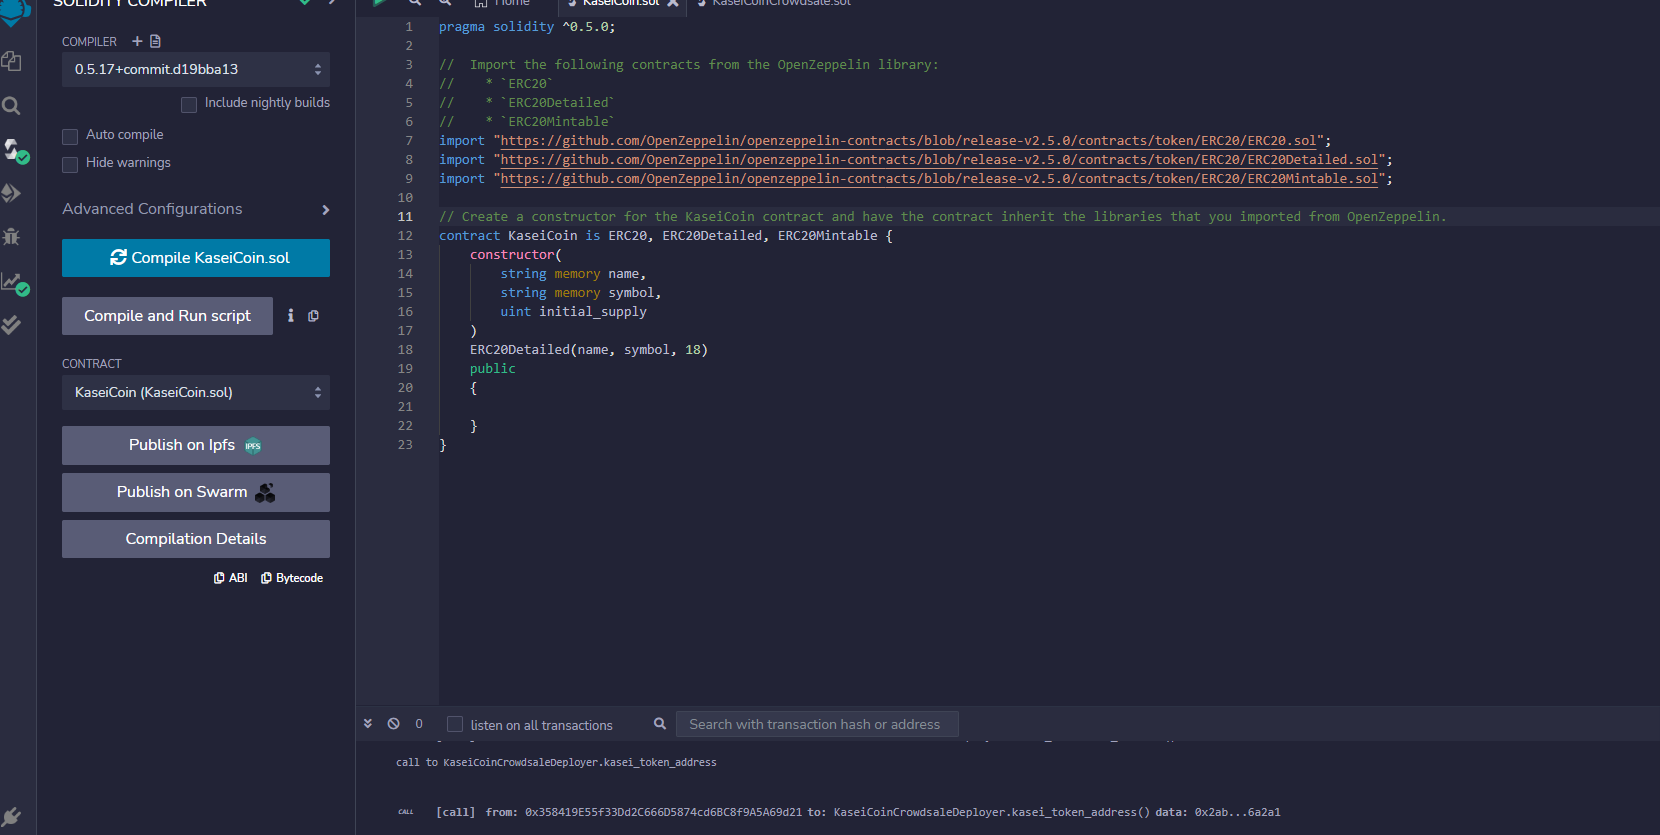 SOLIDITY COMPILER
COMPILER
0.5.17+commit.d19bba13
Include nightly builds
Auto compile
Hide warnings
Advanced Configurations
Compile KaseiCoin.sol
Compile and Run script
CONTRACT
KaseiCoin (KaseiCoin.sol)
Publish on Ipfs
IPFS
Publish on Swarm
Compilation Details
ABI
Bytecode
Home
KaseiCoin.sol
KaseiCoinCrowdsale.sol
1 pragma solidity ^0.5.0;
2
3 //  Import the following contracts from the OpenZeppelin library:
4 //    * `ERC20`
5 //    * `ERC20Detailed`
6 //    * `ERC20Mintable`
7 import "https://github.com/OpenZeppelin/openzeppelin-contracts/blob/release-v2.5.0/contracts/token/ERC20/ERC20.sol";
8 import "https://github.com/OpenZeppelin/openzeppelin-contracts/blob/release-v2.5.0/contracts/token/ERC20/ERC20Detailed.sol";
9 import "https://github.com/OpenZeppelin/openzeppelin-contracts/blob/release-v2.5.0/contracts/token/ERC20/ERC20Mintable.sol";
10
11 // Create a constructor for the KaseiCoin contract and have the contract inherit the libraries that you imported from OpenZeppelin.
12 contract KaseiCoin is ERC20, ERC20Detailed, ERC20Mintable {
13     constructor(
14         string memory name,
15         string memory symbol,
16         uint initial_supply
17     )
18     ERC20Detailed(name, symbol, 18)
19     public
20     {
21
22     }
23 }
0
listen on all transactions
Search with transaction hash or address
call to KaseiCoinCrowdsaleDeployer.kasei_token_address
CALL [call] from: 0x358419E55f33Dd2C666D5874cd6BC8f9A5A69d21 to: KaseiCoinCrowdsaleDeployer.kasei_token_address() data: 0x2ab...6a2a1